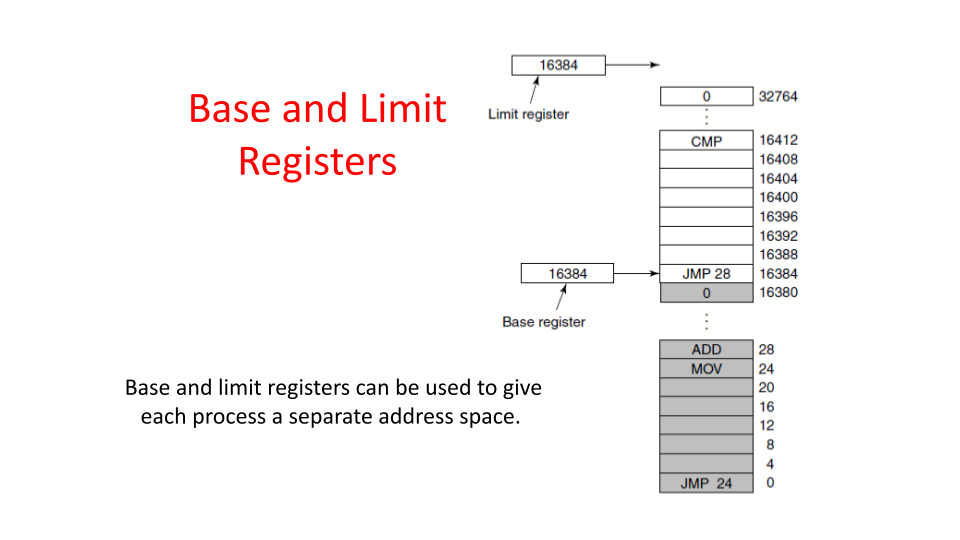 Base and Limit
Registers
Base and limit registers can be used to give
each process a separate address space.
16384
Limit register
0 32764
CMP 16412
16408
16404
16400
16396
16392
16388
16384 JMP 28 16384
Base register
0 16380
ADD 28
MOV 24
20
16
12
8
4
JMP 24 0